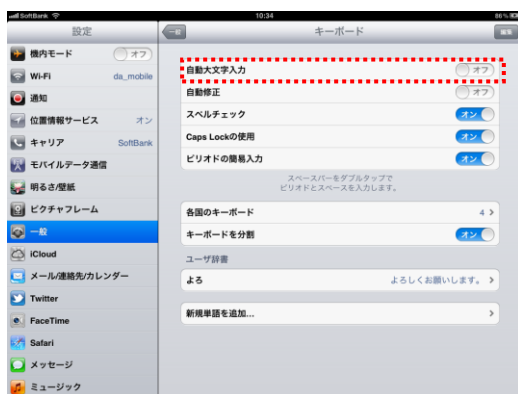 SoftBank
10:34
86%
設定
一般
キーボード
編集
機内モード
オフ
Wi-Fi
da_mobile
通知
位置情報サービス
オン
キャリア
SoftBank
モバイルデータ通信
明るさ/壁紙
ピクチャフレーム
一般
iCloud
メール/連絡先/カレンダー
Twitter
FaceTime
Safari
メッセージ
ミュージック
自動大文字入力
オフ
自動修正
オフ
スペルチェック
オン
Caps Lockの使用
オン
ピリオドの簡易入力
オン
スペースバーをダブルタップで
ピリオドとスペースを入力します。
各国のキーボード
4
キーボードを分割
オン
ユーザ辞書
よろ
よろしくお願いします。
新規単語を追加...